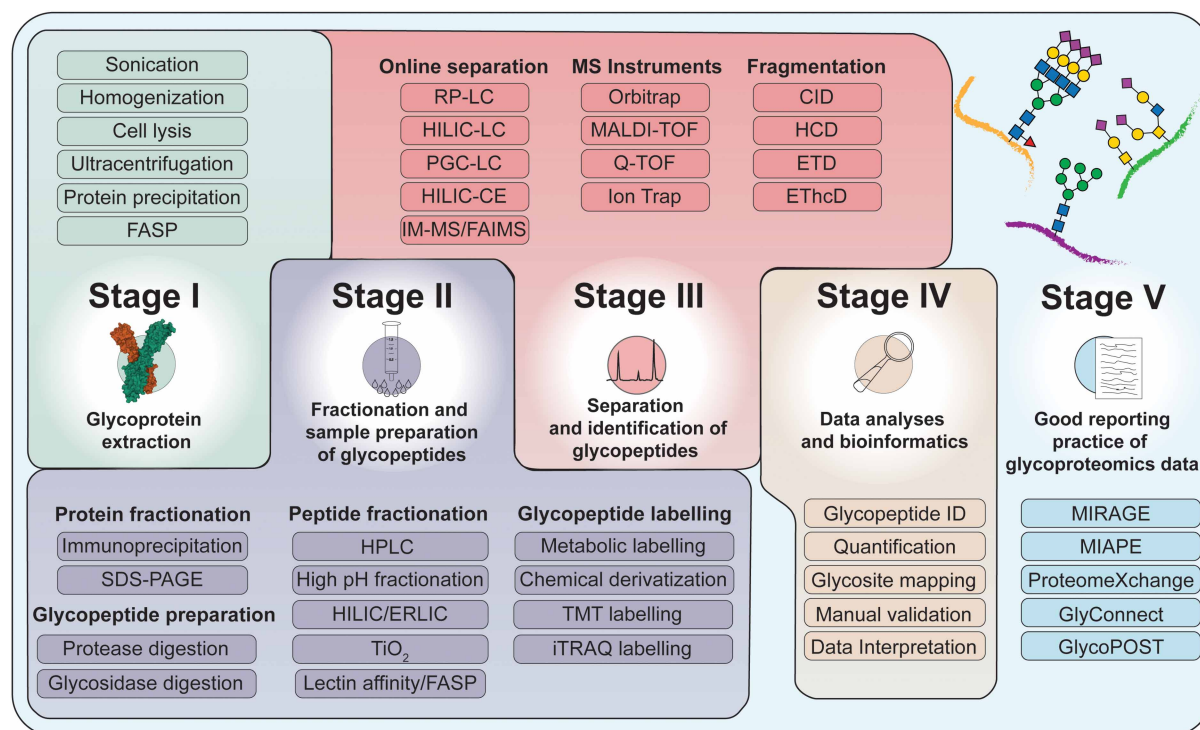 Sonication
Homogenization
Cell lysis
Ultracentrifugation
Protein precipitation
FASP
Stage I
Glycoprotein
extraction
Online separation
RP-LC
HILIC-LC
PGC-LC
HILIC-CE
IM-MS/FAIMS
MS Instruments
Orbitrap
MALDI-TOF
Q-TOF
Ion Trap
Fragmentation
CID
HCD
ETD
EThcD
Stage II
Fractionation and
sample preparation
of glycopeptides
Stage III
Separation
and identification of
glycopeptides
Stage IV
Data analyses
and bioinformatics
Stage V
Good reporting
practice of
glycoproteomics data
Protein fractionation
Immunoprecipitation
SDS-PAGE
Glycopeptide preparation
Protease digestion
Glycosidase digestion
Peptide fractionation
HPLC
High pH fractionation
HILIC/ERLIC
TiO₂
Lectin affinity/FASP
Glycopeptide labelling
Metabolic labelling
Chemical derivatization
TMT labelling
iTRAQ labelling
Glycopeptide ID
Quantification
Glycosite mapping
Manual validation
Data Interpretation
MIRAGE
MIAPE
ProteomeXchange
GlyConnect
GlycoPOST